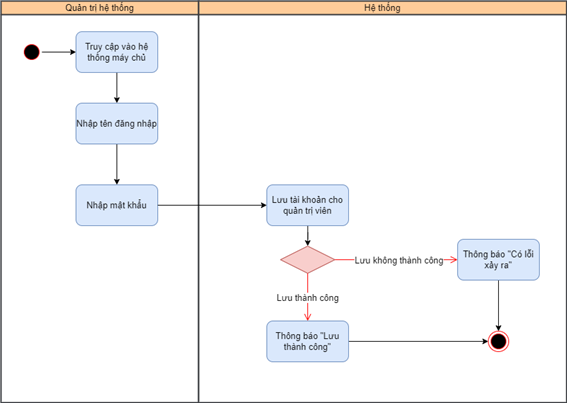 Quản trị hệ thống
Hệ thống
Truy cập vào hệ
thống máy chủ
Nhập tên đăng nhập
Nhập mật khẩu
Lưu tài khoản cho
quản trị viên
Lưu không thành công
Thông báo "Có lỗi
xảy ra"
Lưu thành công
Thông báo "Lưu
thành công"